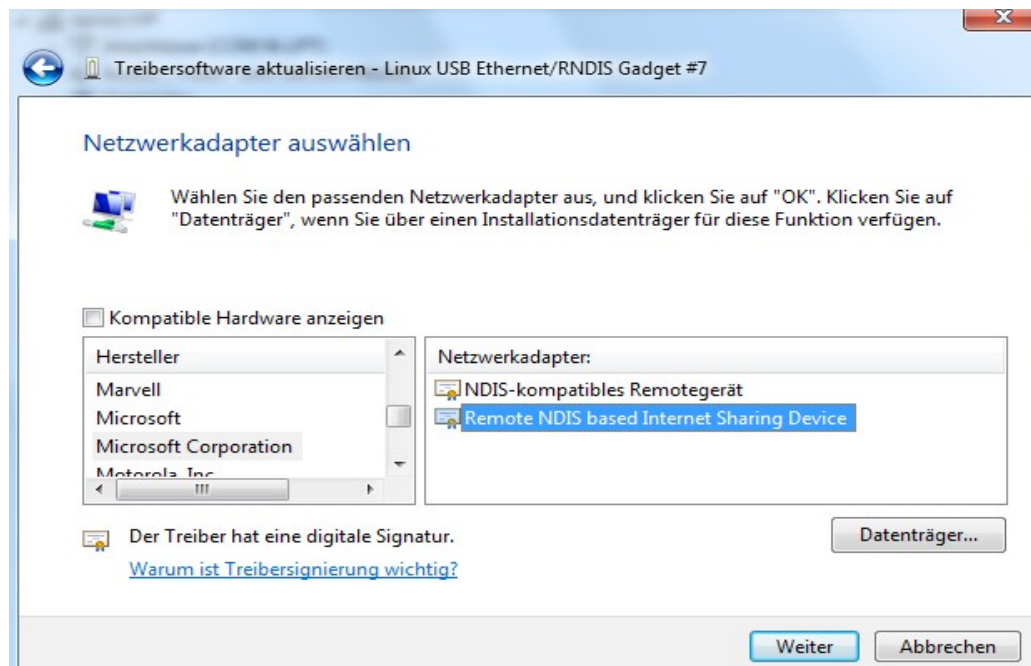 Treibersoftware aktualisieren - Linux USB Ethernet/RNDIS Gadget #7
Netzwerkadapter auswählen
Wählen Sie den passenden Netzwerkadapter aus, und klicken Sie auf "OK". Klicken Sie auf
"Datenträger", wenn Sie über einen Installationsdatenträger für diese Funktion verfügen.
Kompatible Hardware anzeigen
Hersteller
Marvell
Microsoft
Microsoft Corporation
Motorola, Inc.
Netzwerkadapter:
NDIS-kompatibles Remotegerät
Remote NDIS based Internet Sharing Device
Der Treiber hat eine digitale Signatur.
Warum ist Treibersignierung wichtig?
Datenträger...
Weiter
Abbrechen